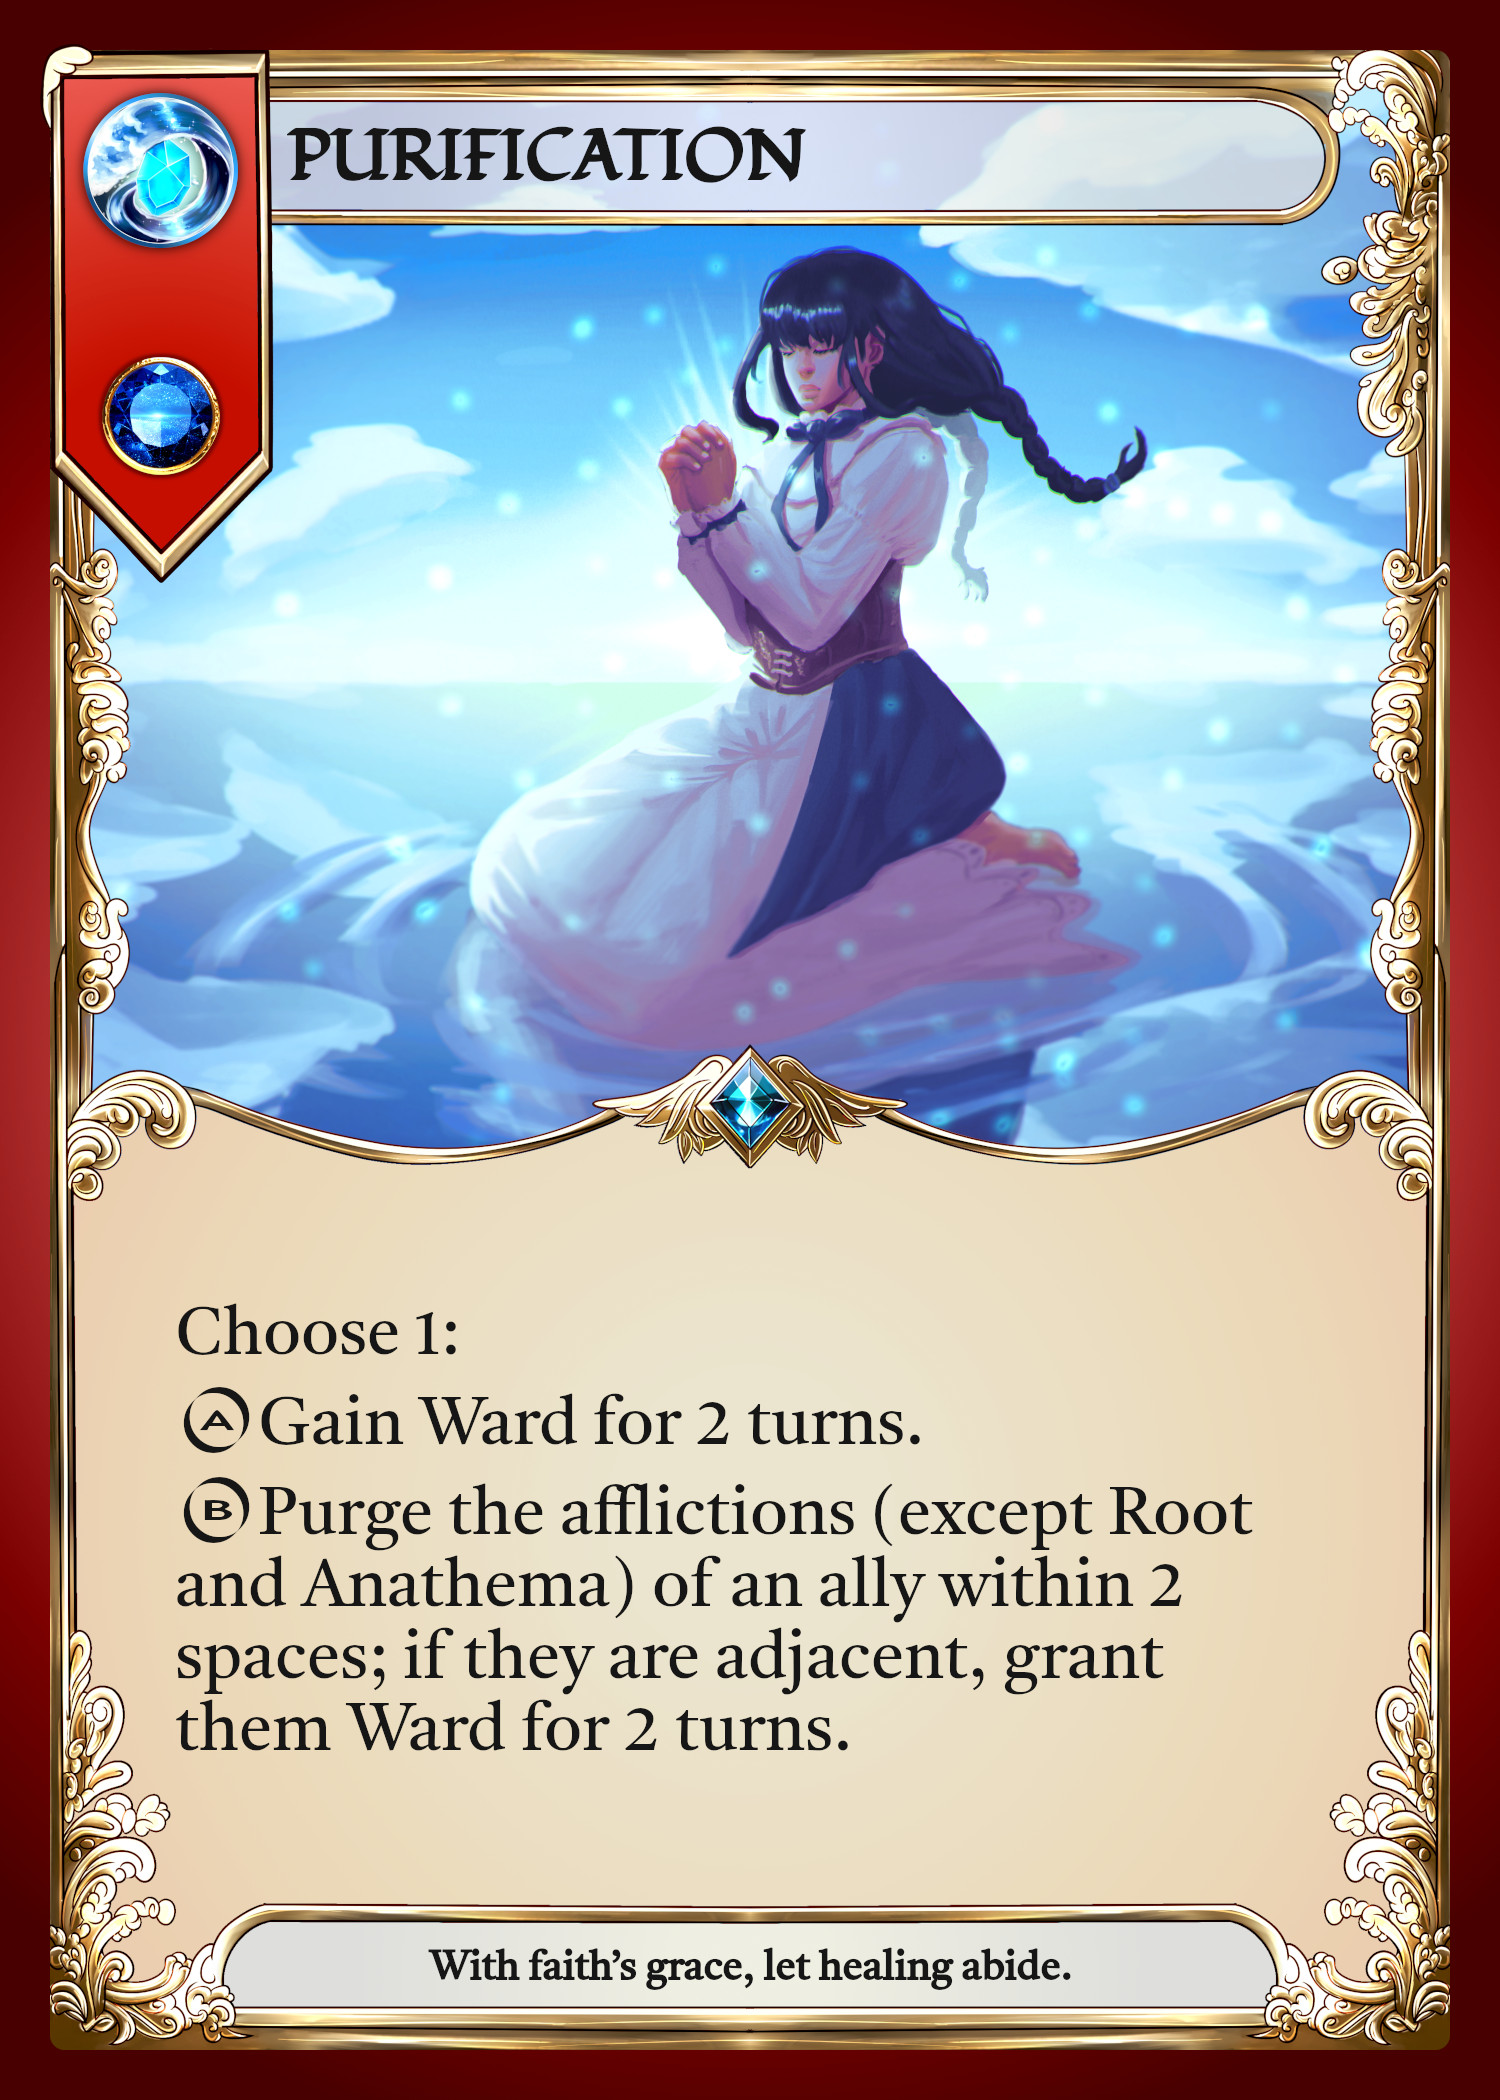 PURIFICATION
Choose 1:
Ⓐ Gain Ward for 2 turns.
Ⓑ Purge the afflictions (except Root
and Anathema) of an ally within 2
spaces; if they are adjacent, grant
them Ward for 2 turns.
With faith’s grace, let healing abide.